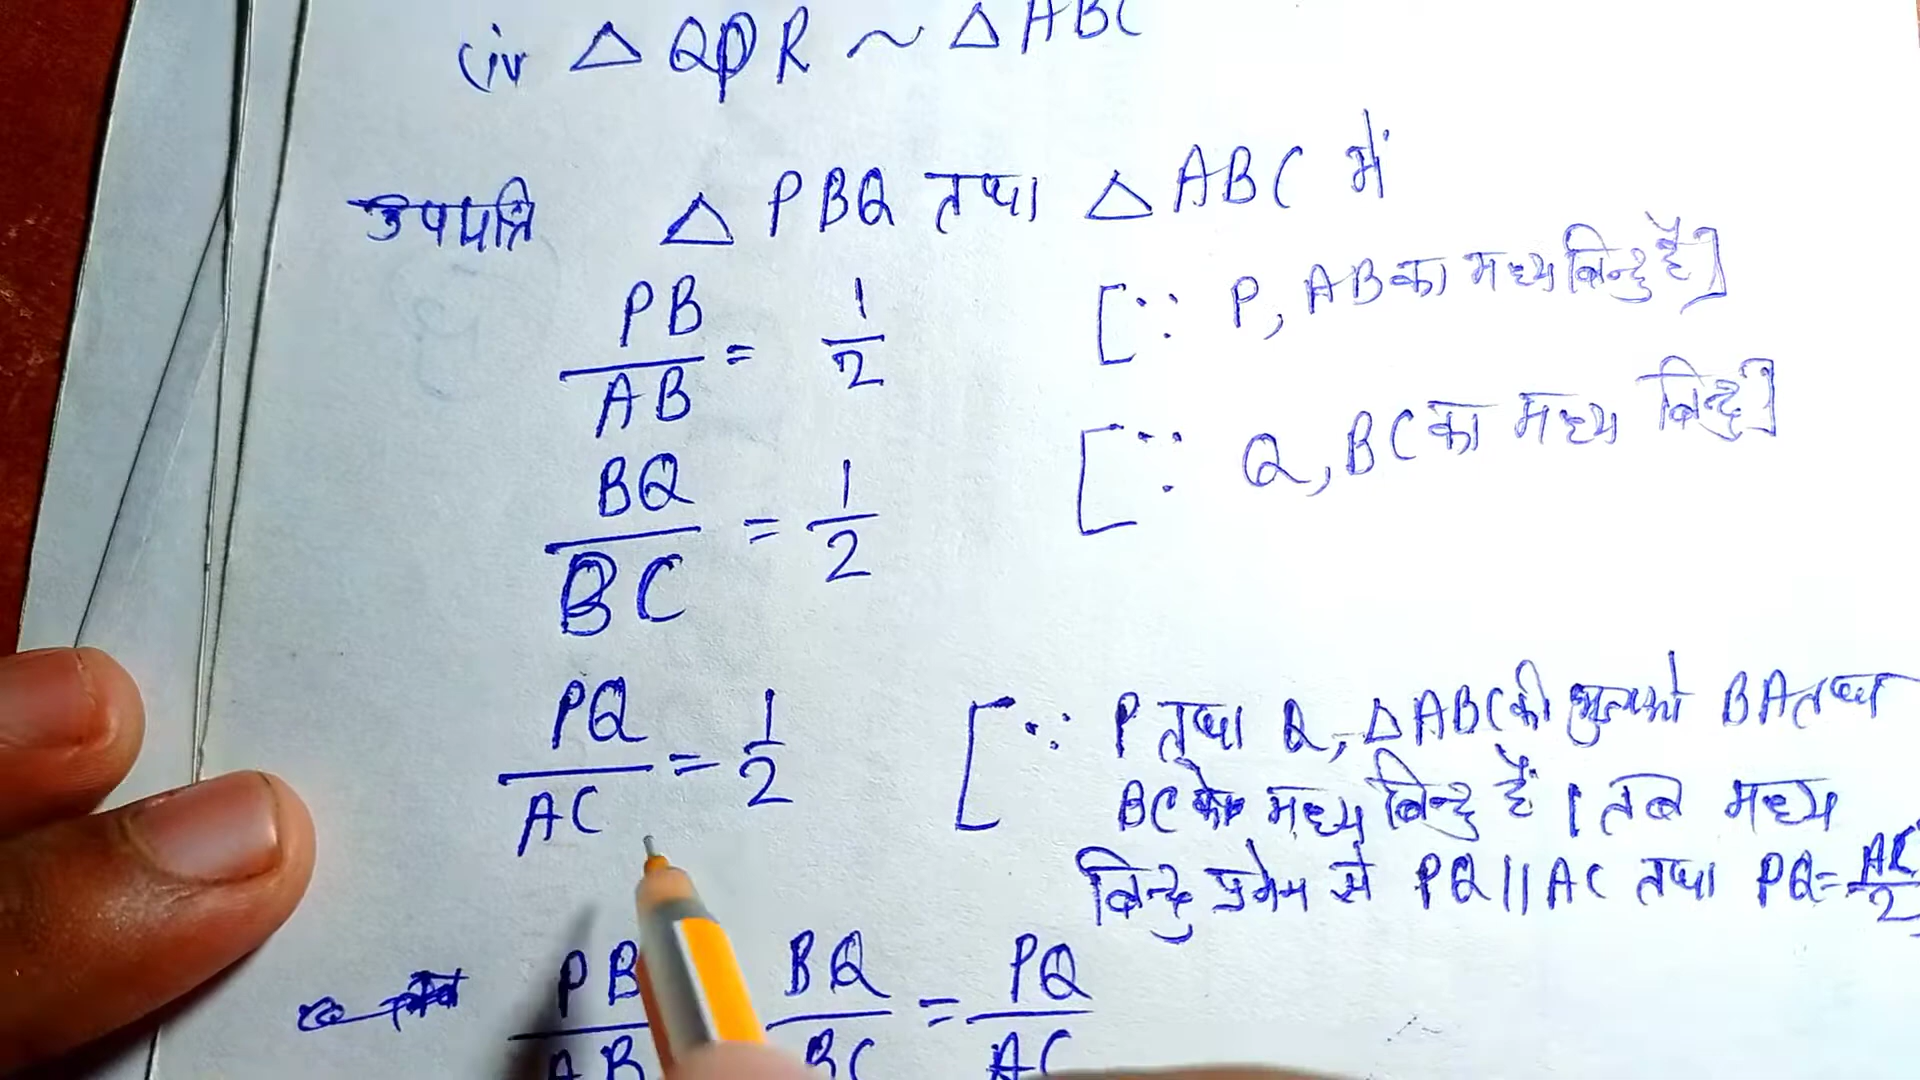 (iv △ QPR ~ △ ABC
उपपत्ति △ PBQ तथा △ ABC में
PB/AB = 1/2 [∵ P, AB का मध्य बिन्दु है]
BQ/BC = 1/2 [∵ Q, BC का मध्य बिन्दु]
PQ/AC = 1/2 [∵ P तथा Q, △ABC की भुजाओ BA तथा
BC के मध्य बिन्दु हैं । तब मध्य
बिन्दु प्रमेय से PQ || AC तथा PQ = AC/2
PB/AB BQ/BC = PQ/AC